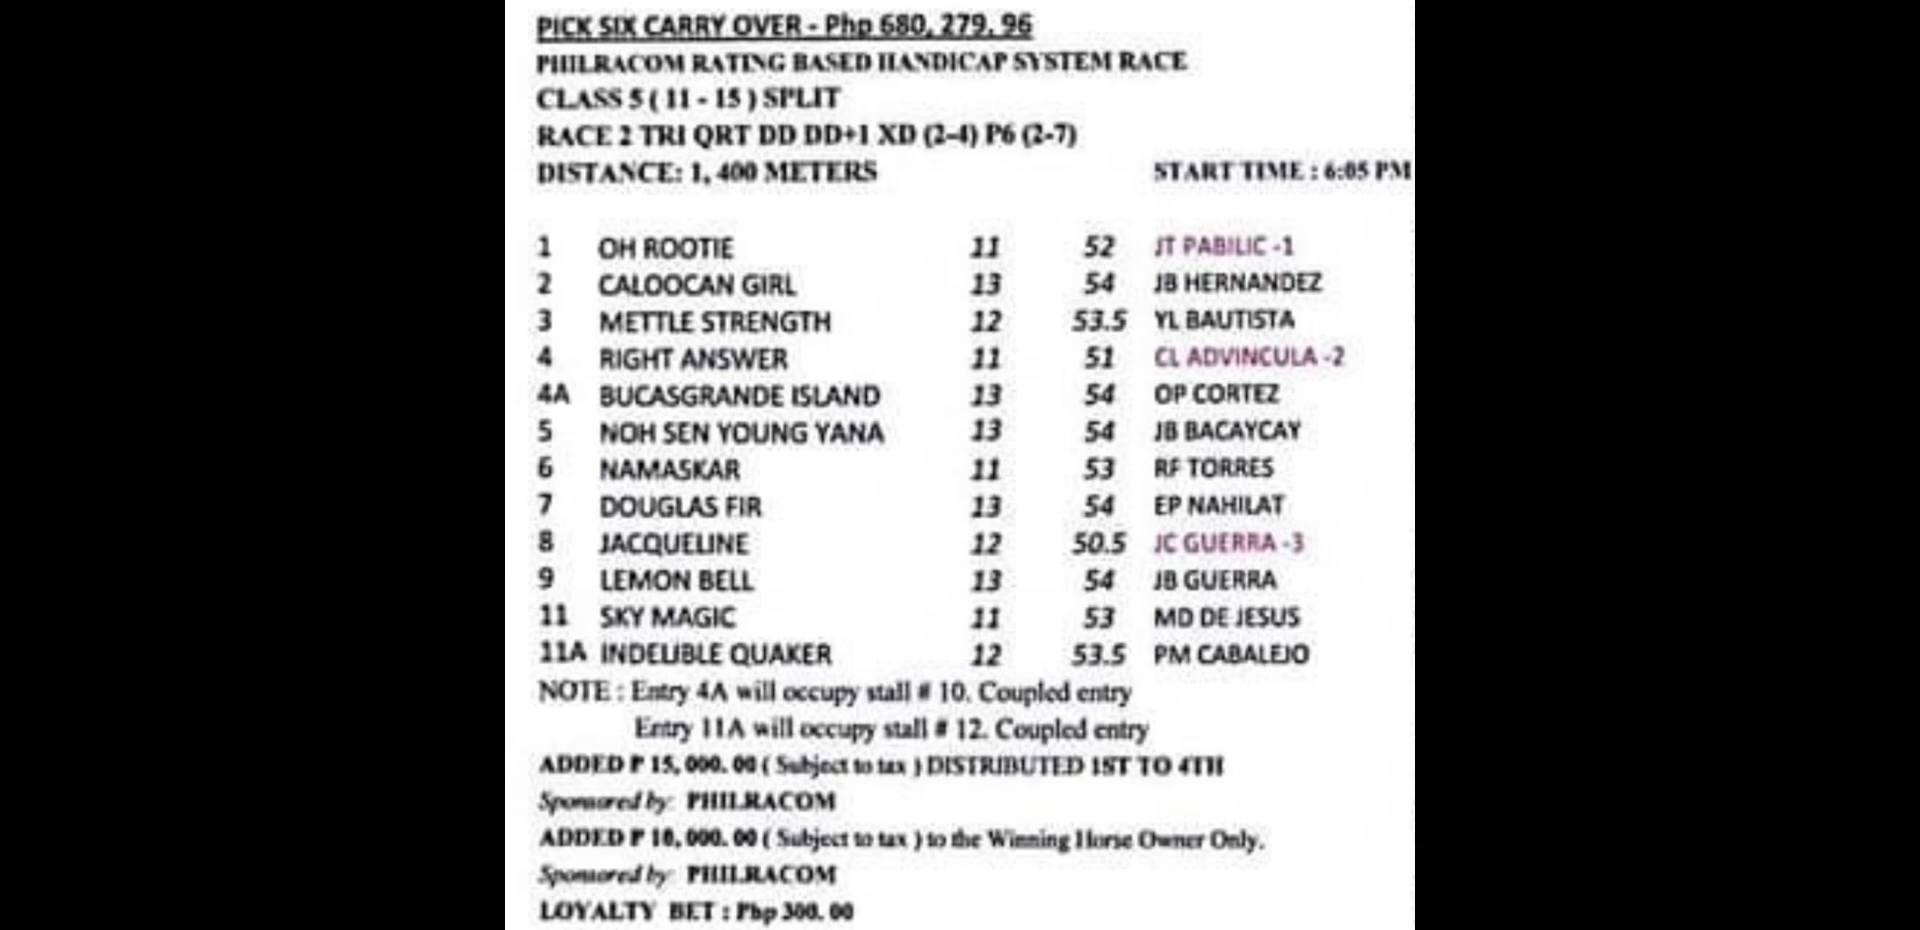 PICK SIX CARRY OVER - Php 680, 279. 96
PHILRACOM RATING BASED HANDICAP SYSTEM RACE
CLASS 5 ( 11 - 15 ) SPLIT
RACE 2 TRI QRT DD DD+1 XD (2-4) P6 (2-7)
DISTANCE: 1, 400 METERS START TIME : 6:05 PM
1 OH ROOTIE 11 52 JT PABILIC -1
2 CALOOCAN GIRL 13 54 JB HERNANDEZ
3 METTLE STRENGTH 12 53.5 YL BAUTISTA
4 RIGHT ANSWER 11 51 CL ADVINCULA -2
4A BUCASGRANDE ISLAND 13 54 OP CORTEZ
5 NOH SEN YOUNG YANA 13 54 JB BACAYCAY
6 NAMASKAR 11 53 RF TORRES
7 DOUGLAS FIR 13 54 EP NAHILAT
8 JACQUELINE 12 50.5 JC GUERRA -3
9 LEMON BELL 13 54 JB GUERRA
11 SKY MAGIC 11 53 MD DE JESUS
11A INDELIBLE QUAKER 12 53.5 PM CABALEJO
NOTE : Entry 4A will occupy stall # 10. Coupled entry
Entry 11A will occupy stall # 12. Coupled entry
ADDED P 15, 000. 00 ( Subject to tax ) DISTRIBUTED 1ST TO 4TH
Sponsored by: PHILRACOM
ADDED P 10, 000. 00 ( Subject to tax ) to the Winning Horse Owner Only.
Sponsored by: PHILRACOM
LOYALTY BET : Php 300. 00